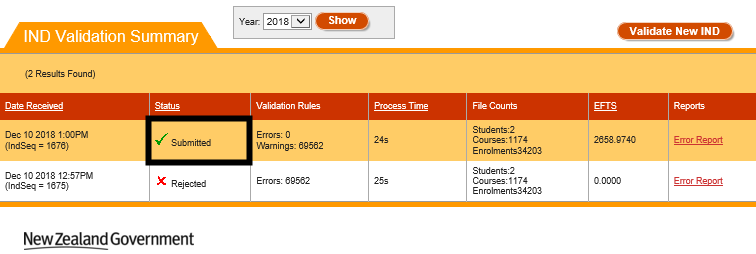 Year: 2018 Show
IND Validation Summary
Validate New IND
(2 Results Found)
Date Received Status Validation Rules Process Time File Counts EFTS Reports
Dec 10 2018 1:00PM
(IndSeq = 1676)
Submitted
Errors: 0
Warnings: 69562
24s
Students:2
Courses:1174
Enrolments34203
2658.9740
Error Report
Dec 10 2018 12:57PM
(IndSeq = 1675)
Rejected
Errors: 69562
25s
Students:2
Courses:1174
Enrolments34203
0.0000
Error Report
New Zealand Government